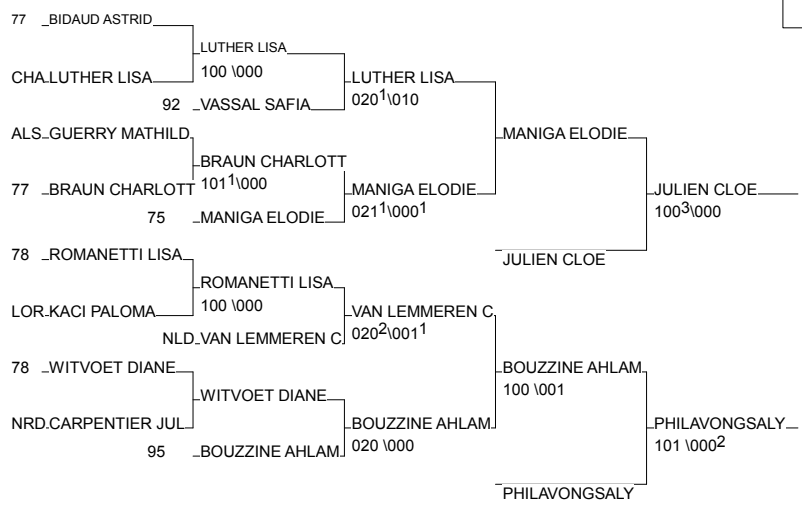 77 BIDAUD ASTRID
LUTHER LISA
100 \000
CHA LUTHER LISA
LUTHER LISA
020¹\010
92 VASSAL SAFIA
ALS GUERRY MATHILD
MANIGA ELODIE
BRAUN CHARLOTT
101¹\000
77 BRAUN CHARLOTT
MANIGA ELODIE
021¹\000¹
JULIEN CLOE
100³\000
75 MANIGA ELODIE
78 ROMANETTI LISA
JULIEN CLOE
ROMANETTI LISA
100 \000
LOR KACI PALOMA
VAN LEMMEREN C
020²\001¹
NLD VAN LEMMEREN C
78 WITVOET DIANE
BOUZZINE AHLAM
100 \001
WITVOET DIANE
NRD CARPENTIER JUL
BOUZZINE AHLAM
020 \000
PHILAVONGSALY
101 \000²
95 BOUZZINE AHLAM
PHILAVONGSALY